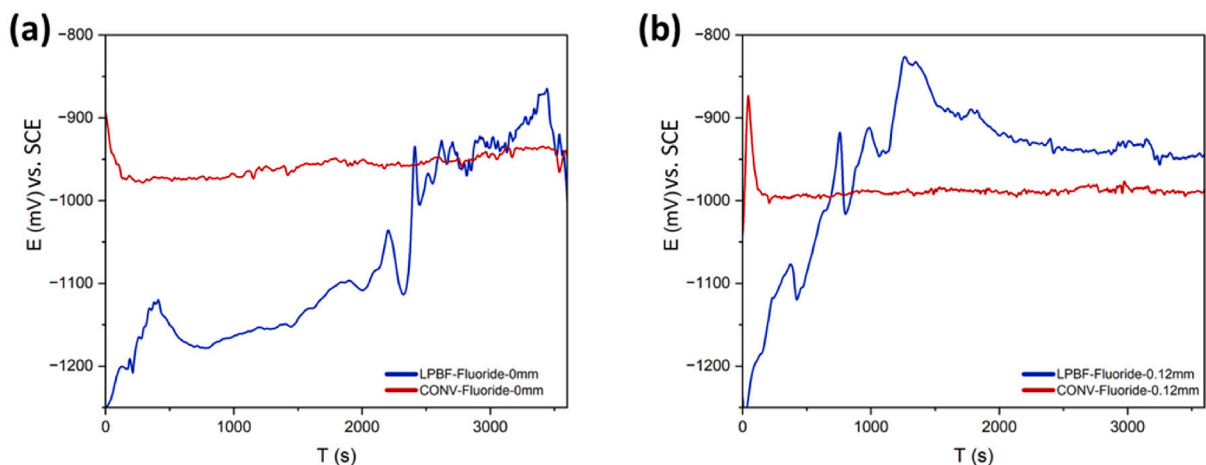 (a)
−800
−900
−1000
−1100
−1200
E (mV) vs. SCE
0
1000
2000
3000
T (s)
LPBF-Fluoride-0mm
CONV-Fluoride-0mm
(b)
−800
−900
−1000
−1100
−1200
E (mV) vs. SCE
0
1000
2000
3000
T (s)
LPBF-Fluoride-0.12mm
CONV-Fluoride-0.12mm